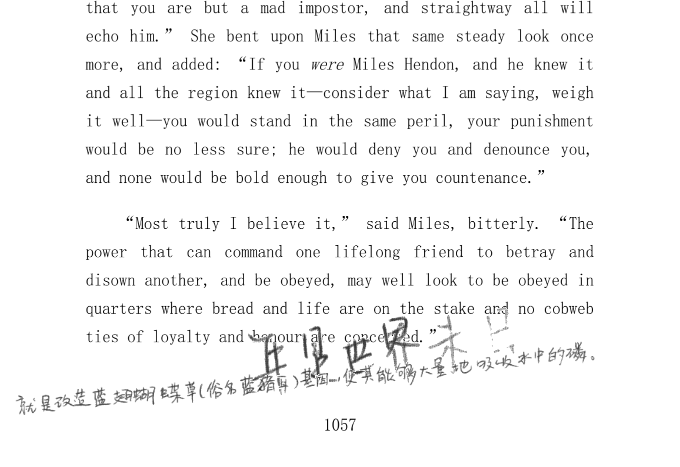 that you are but a mad impostor, and straightway all will
echo him.” She bent upon Miles that same steady look once
more, and added: “If you were Miles Hendon, and he knew it
and all the region knew it—consider what I am saying, weigh
it well—you would stand in the same peril, your punishment
would be no less sure; he would deny you and denounce you,
and none would be bold enough to give you countenance.”
“Most truly I believe it,” said Miles, bitterly. “The
power that can command one lifelong friend to betray and
disown another, and be obeyed, may well look to be obeyed in
quarters where bread and life are on the stake and no cobweb
ties of loyalty and honour are concerned.”
世界
就是改造蓝翅蝴蝶草(俗名蓝猪耳)基因,使其能够大量地吸收水中的磷。
1057